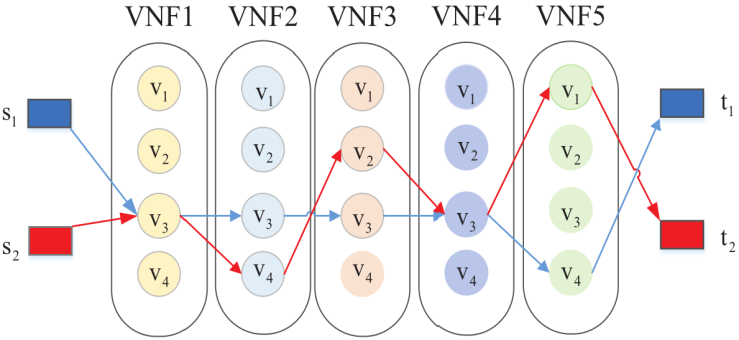 VNF1 VNF2 VNF3 VNF4 VNF5
v1 v1 v1 v1 v1
s1 t1
v2 v2 v2 v2 v2
v3 v3 v3 v3 v3
s2 t2
v4 v4 v4 v4 v4